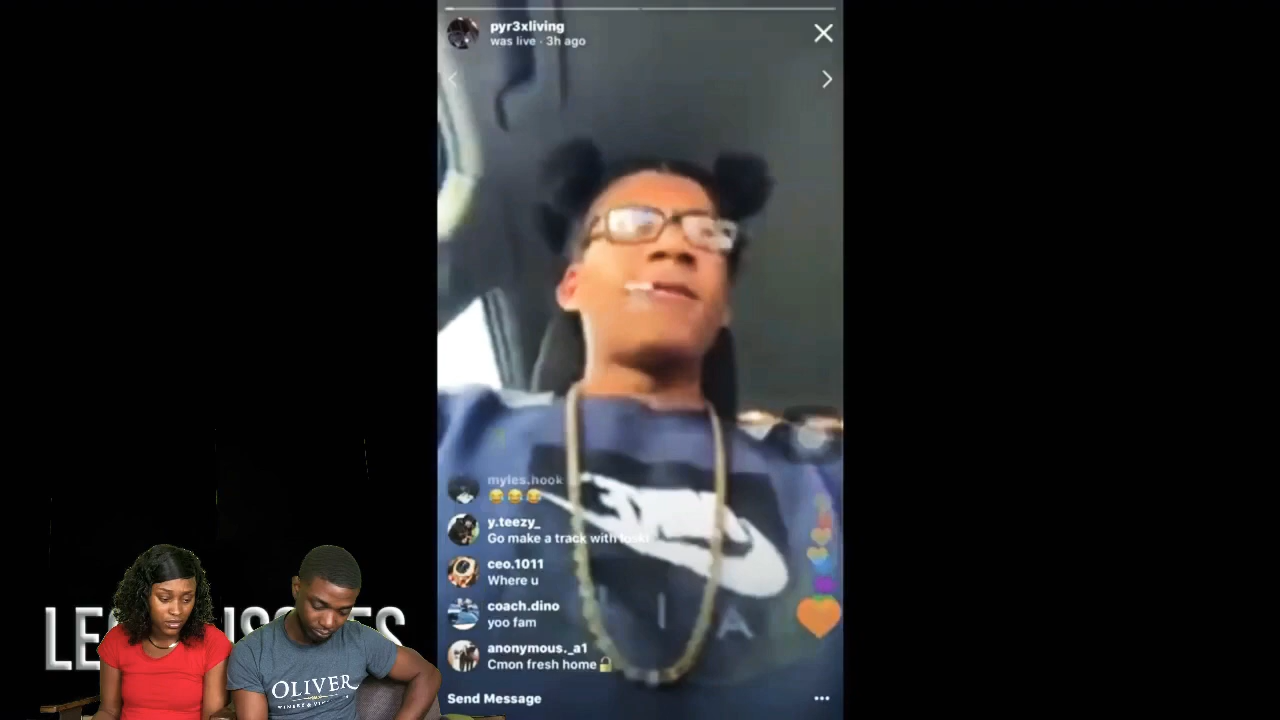 pyr3xliving
was live · 3h ago
myles.hook
😂😂😂
y.teezy_
Go make a track with loski
ceo.1011
Where u
coach.dino
yoo fam
anonymous._a1
Cmon fresh home🔒
Send Message
OLIVER